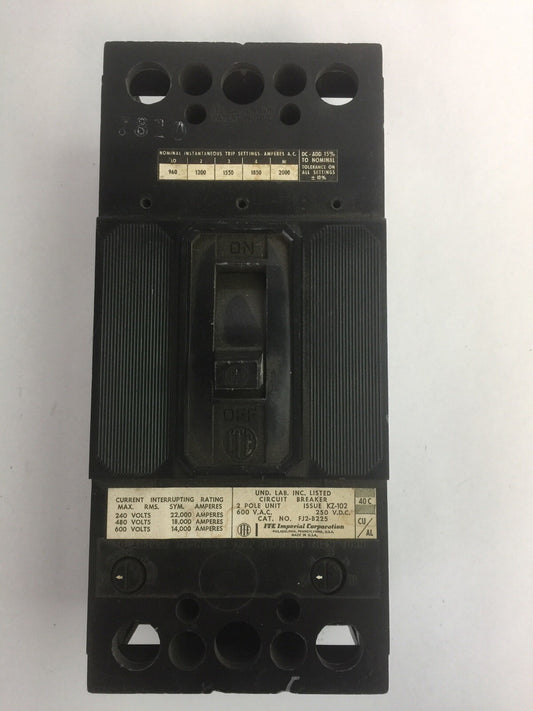 NOMINAL INSTANTANEOUS TRIP SETTINGS-AMPERES A.C.
LO 2 3 4 HI
960 1200 1550 1850 2000
DC-ADD 15%
TO NOMINAL
TOLERANCE ON
ALL SETTINGS
± 10%
ON
OFF
ITE
CURRENT INTERRUPTING RATING
MAX. RMS. SYM. AMPERES
240 VOLTS 22,000 AMPERES
480 VOLTS 18,000 AMPERES
600 VOLTS 14,000 AMPERES
UND. LAB. INC. LISTED
CIRCUIT BREAKER
2 POLE UNIT ISSUE KZ-102
600 V.A.C. 250 V.D.C.
CAT. NO. FJ2-B225
ITE Imperial Corporation
PHILADELPHIA, PENNSYLVANIA, U.S.A.
MADE IN U.S.A.
40 C
CU/AL